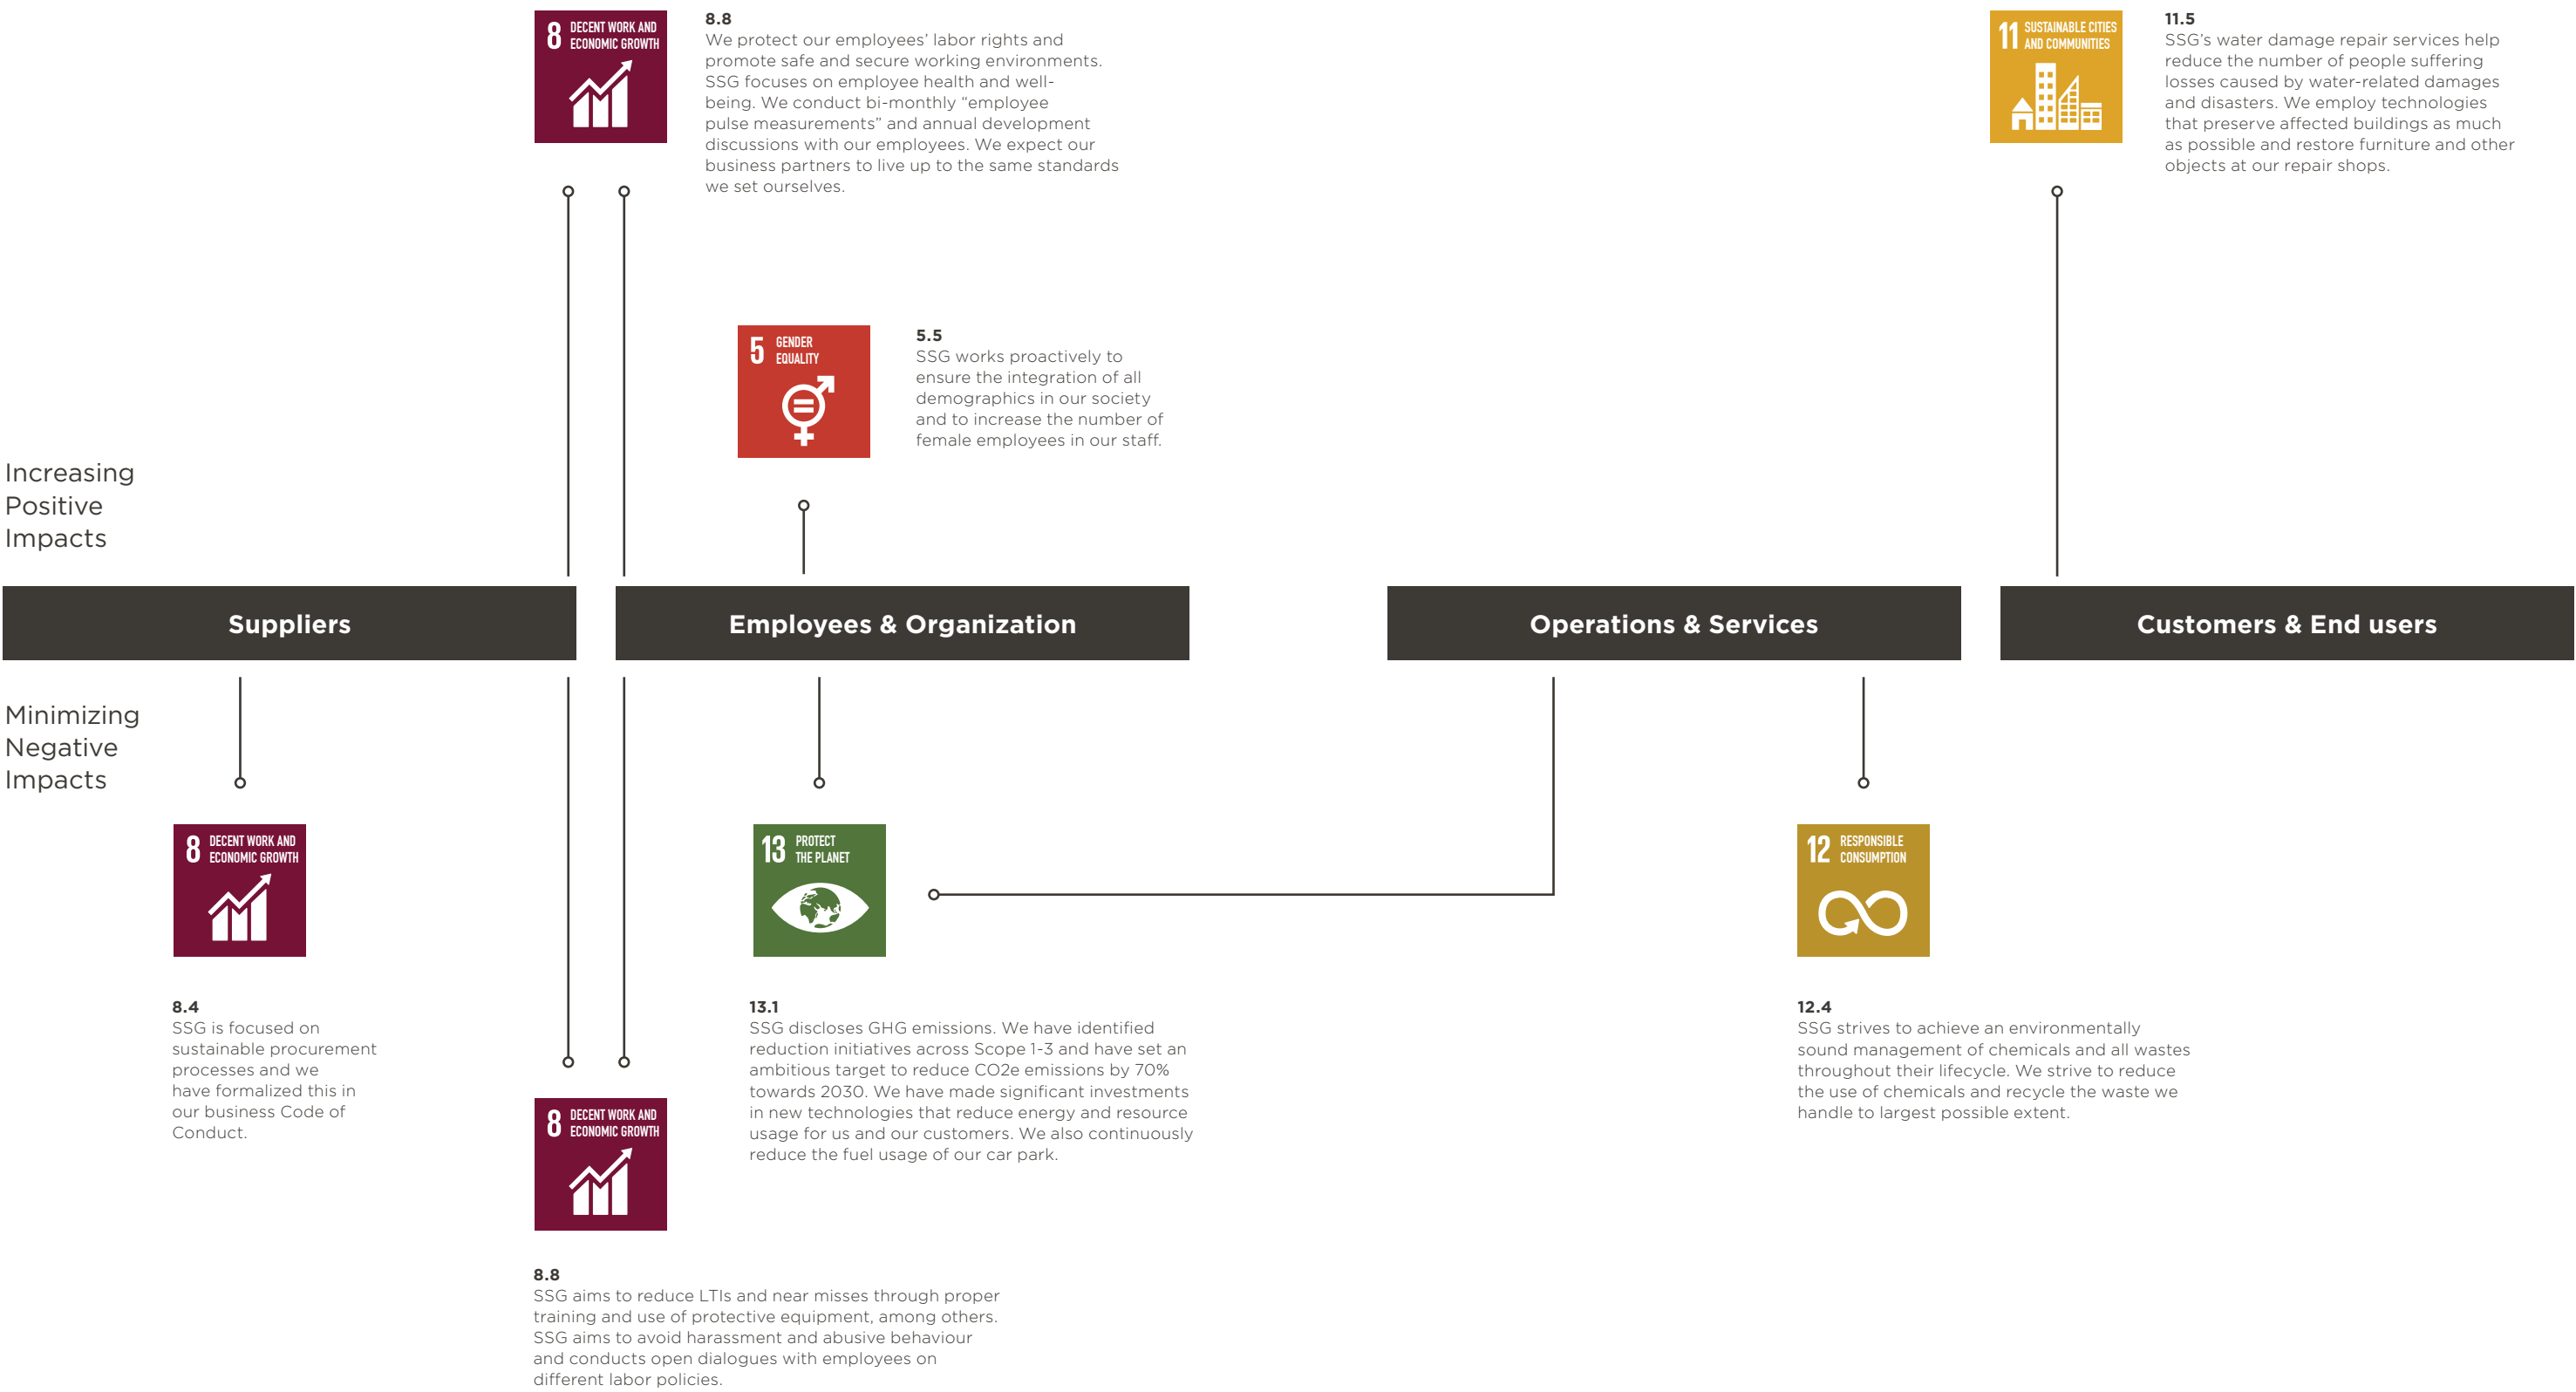 8 DECENT WORK AND
ECONOMIC GROWTH
8.8
We protect our employees’ labor rights and
promote safe and secure working environments.
SSG focuses on employee health and well-
being. We conduct bi-monthly “employee
pulse measurements” and annual development
discussions with our employees. We expect our
business partners to live up to the same standards
we set ourselves.
11 SUSTAINABLE CITIES
AND COMMUNITIES
11.5
SSG’s water damage repair services help
reduce the number of people suffering
losses caused by water-related damages
and disasters. We employ technologies
that preserve affected buildings as much
as possible and restore furniture and other
objects at our repair shops.
5 GENDER
EQUALITY
5.5
SSG works proactively to
ensure the integration of all
demographics in our society
and to increase the number of
female employees in our staff.
Increasing
Positive
Impacts
Suppliers
Employees & Organization
Operations & Services
Customers & End users
Minimizing
Negative
Impacts
8 DECENT WORK AND
ECONOMIC GROWTH
8.4
SSG is focused on
sustainable procurement
processes and we
have formalized this in
our business Code of
Conduct.
13 PROTECT
THE PLANET
13.1
SSG discloses GHG emissions. We have identified
reduction initiatives across Scope 1-3 and have set an
ambitious target to reduce CO2e emissions by 70%
towards 2030. We have made significant investments
in new technologies that reduce energy and resource
usage for us and our customers. We also continuously
reduce the fuel usage of our car park.
12 RESPONSIBLE
CONSUMPTION
12.4
SSG strives to achieve an environmentally
sound management of chemicals and all wastes
throughout their lifecycle. We strive to reduce
the use of chemicals and recycle the waste we
handle to largest possible extent.
8 DECENT WORK AND
ECONOMIC GROWTH
8.8
SSG aims to reduce LTIs and near misses through proper
training and use of protective equipment, among others.
SSG aims to avoid harassment and abusive behaviour
and conducts open dialogues with employees on
different labor policies.